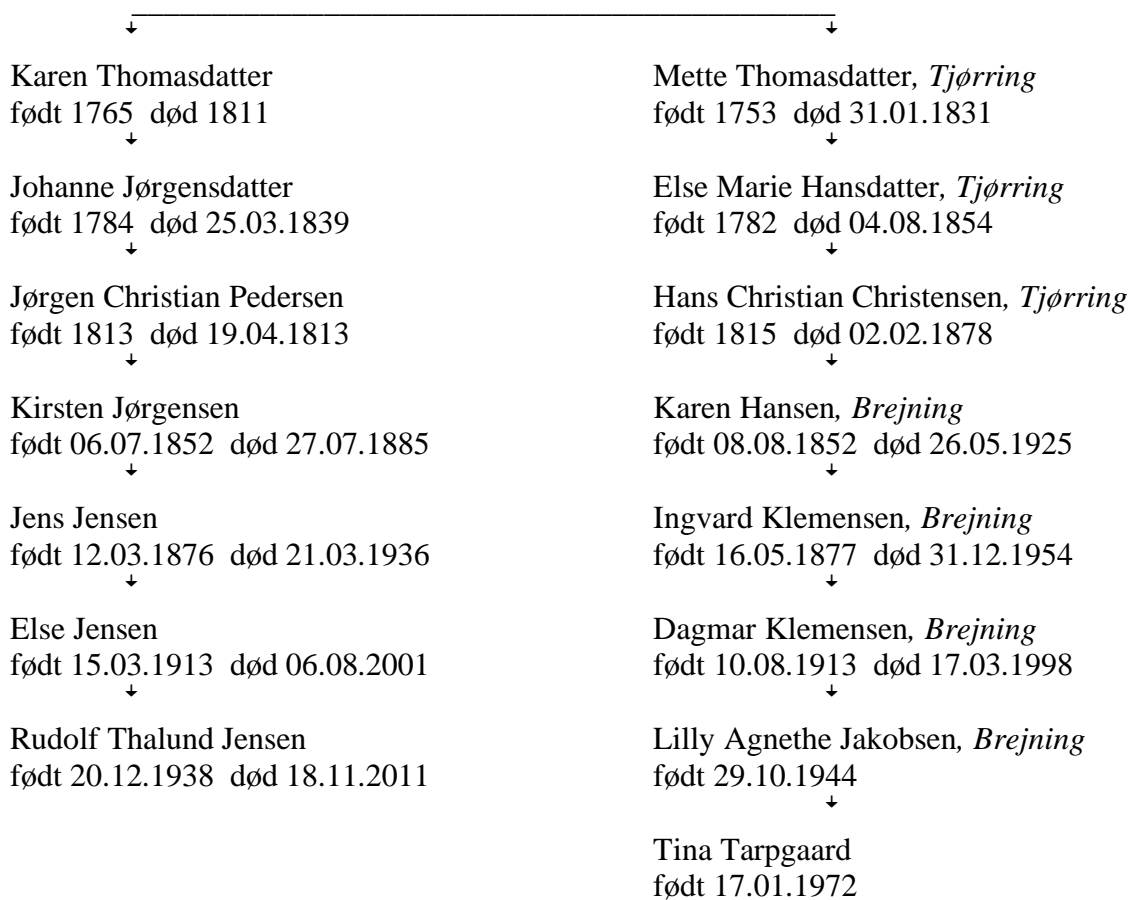 Karen Thomasdatter
født 1765 død 1811
Johanne Jørgensdatter
født 1784 død 25.03.1839
Jørgen Christian Pedersen
født 1813 død 19.04.1813
Kirsten Jørgensen
født 06.07.1852 død 27.07.1885
Jens Jensen
født 12.03.1876 død 21.03.1936
Else Jensen
født 15.03.1913 død 06.08.2001
Rudolf Thalund Jensen
født 20.12.1938 død 18.11.2011
Mette Thomasdatter, Tjørring
født 1753 død 31.01.1831
Else Marie Hansdatter, Tjørring
født 1782 død 04.08.1854
Hans Christian Christensen, Tjørring
født 1815 død 02.02.1878
Karen Hansen, Brejning
født 08.08.1852 død 26.05.1925
Ingvard Klemensen, Brejning
født 16.05.1877 død 31.12.1954
Dagmar Klemensen, Brejning
født 10.08.1913 død 17.03.1998
Lilly Agnethe Jakobsen, Brejning
født 29.10.1944
Tina Tarpgaard
født 17.01.1972